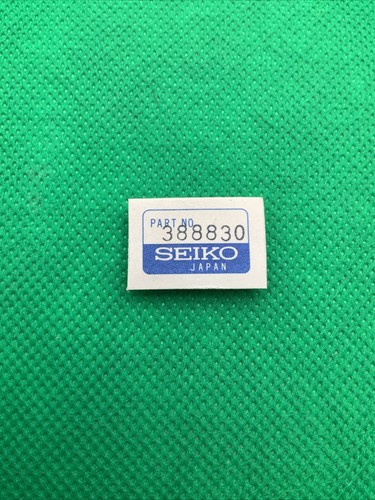 PART NO.
388830
SEIKO
JAPAN